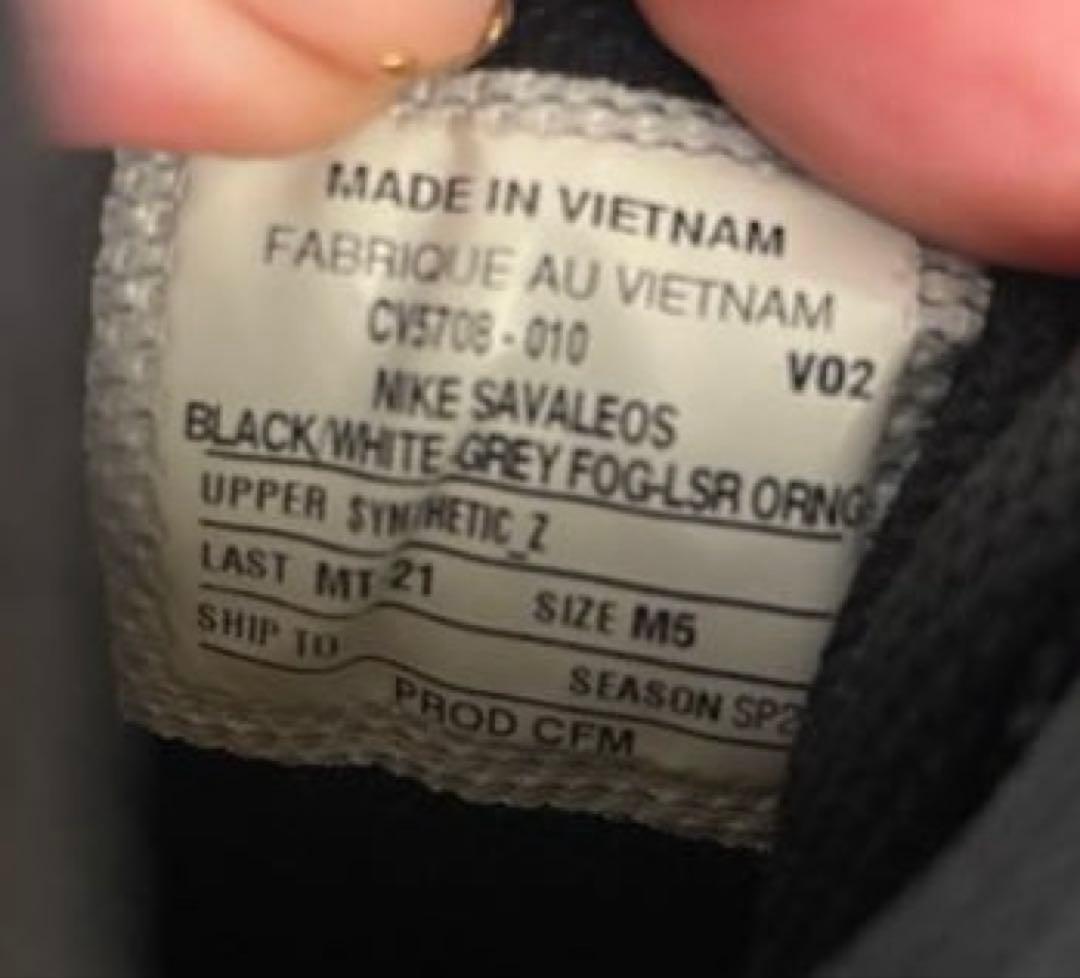 MADE IN VIETNAM
FABRIQUE AU VIETNAM
CV5708 - 010
V02
NIKE SAVALEOS
BLACK/WHITE-GREY FOG-LSR ORNG
UPPER SYNTHETIC_Z
LAST MT 21 SIZE M5
SHIP TO
SEASON SP2
PROD CFM